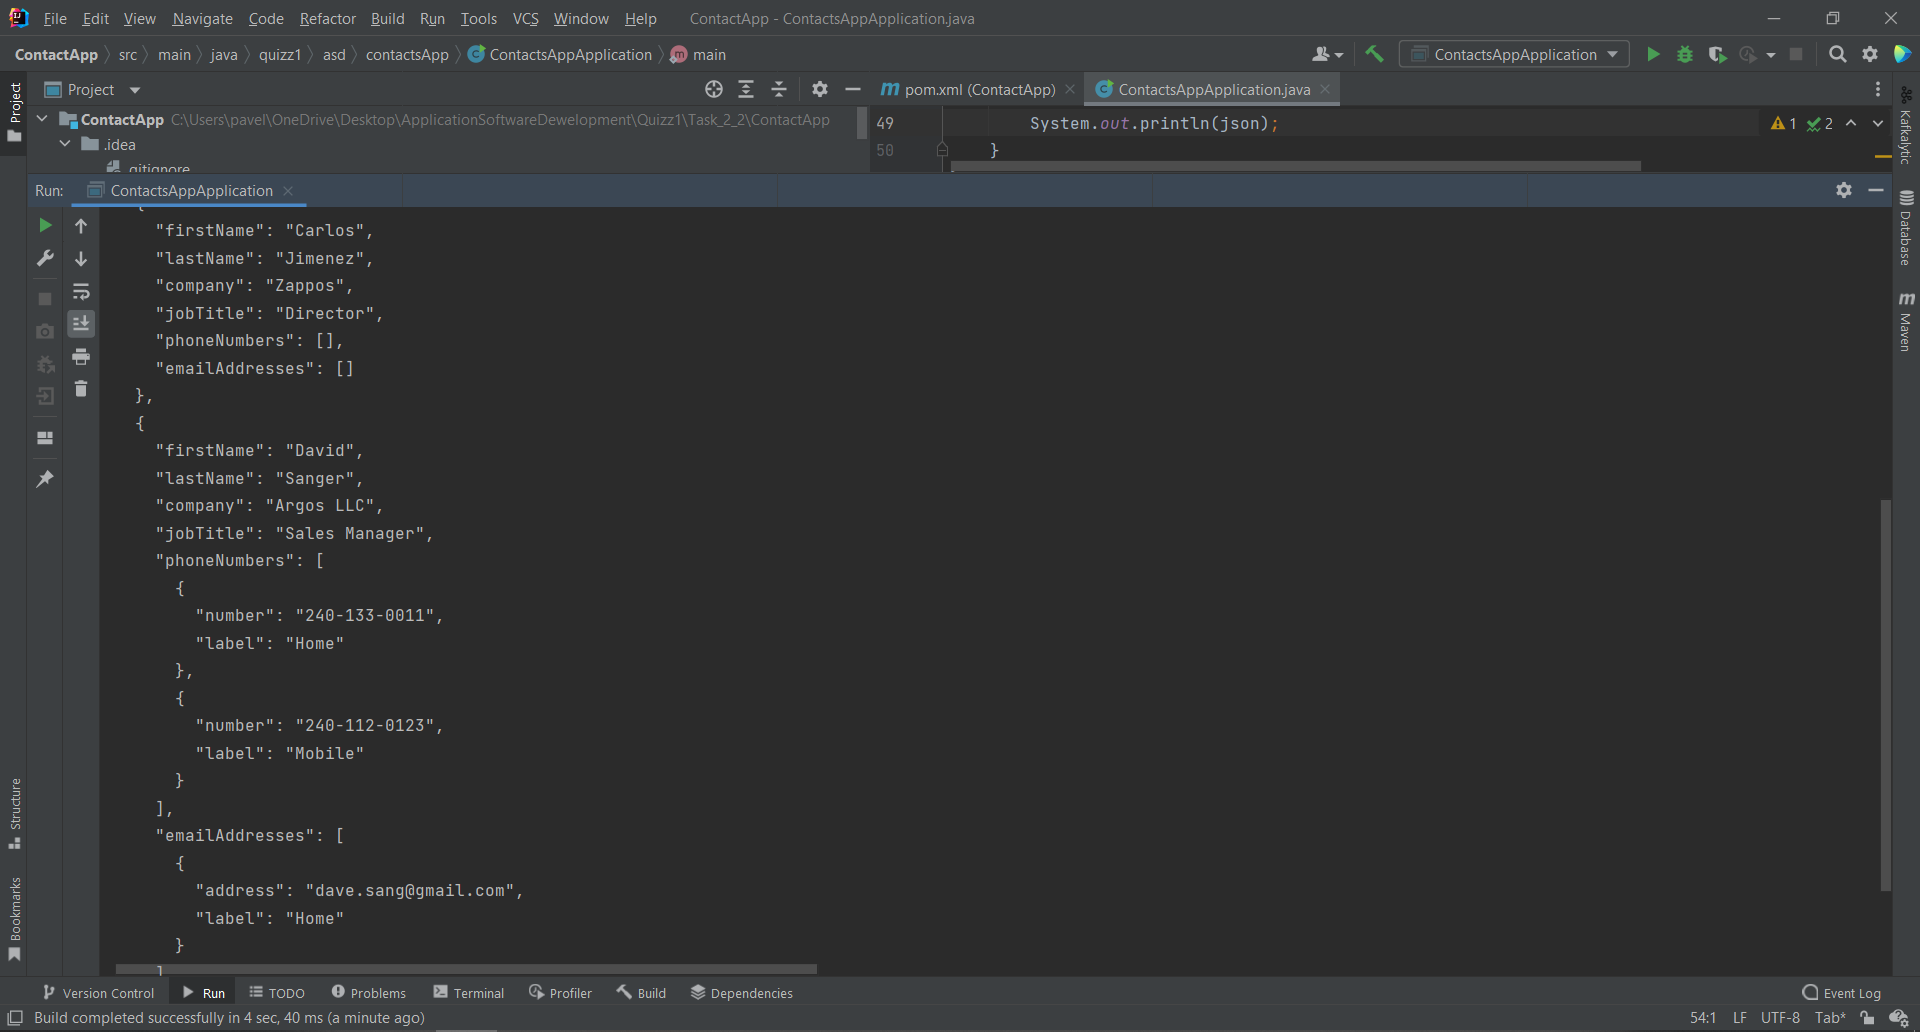 File Edit View Navigate Code Refactor Build Run Tools VCS Window Help ContactApp - ContactsAppApplication.java
ContactApp src main java quizz1 asd contactsApp ContactsAppApplication m main ContactsAppApplication
Project pom.xml (ContactApp) ContactsAppApplication.java
ContactApp C:\Users\pavel\OneDrive\Desktop\ApplicationSoftwareDewelopment\Quizz1\Task_2_2\ContactApp
.idea
.gitignore
49 System.out.println(json); 1 2
50 }
Run: ContactsAppApplication
{
"firstName": "Carlos",
"lastName": "Jimenez",
"company": "Zappos",
"jobTitle": "Director",
"phoneNumbers": [],
"emailAddresses": []
},
{
"firstName": "David",
"lastName": "Sanger",
"company": "Argos LLC",
"jobTitle": "Sales Manager",
"phoneNumbers": [
{
"number": "240-133-0011",
"label": "Home"
},
{
"number": "240-112-0123",
"label": "Mobile"
}
],
"emailAddresses": [
{
"address": "dave.sang@gmail.com",
"label": "Home"
}
]
Project
Structure
Bookmarks
Kafkalytic
Database
Maven
Version Control Run TODO Problems Terminal Profiler Build Dependencies Event Log
Build completed successfully in 4 sec, 40 ms (a minute ago) 54:1 LF UTF-8 Tab*